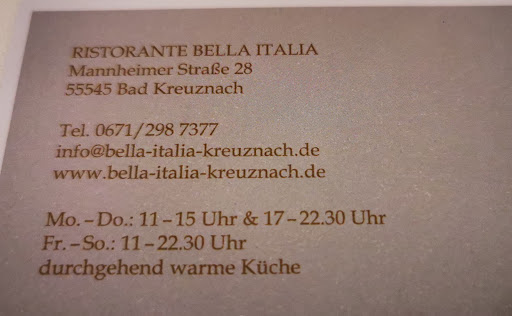 RISTORANTE BELLA ITALIA
Mannheimer Straße 28
55545 Bad Kreuznach
Tel. 0671/298 7377
info@bella-italia-kreuznach.de
www.bella-italia-kreuznach.de
Mo. – Do.: 11 – 15 Uhr & 17 – 22.30 Uhr
Fr. – So.: 11 – 22.30 Uhr
durchgehend warme Küche